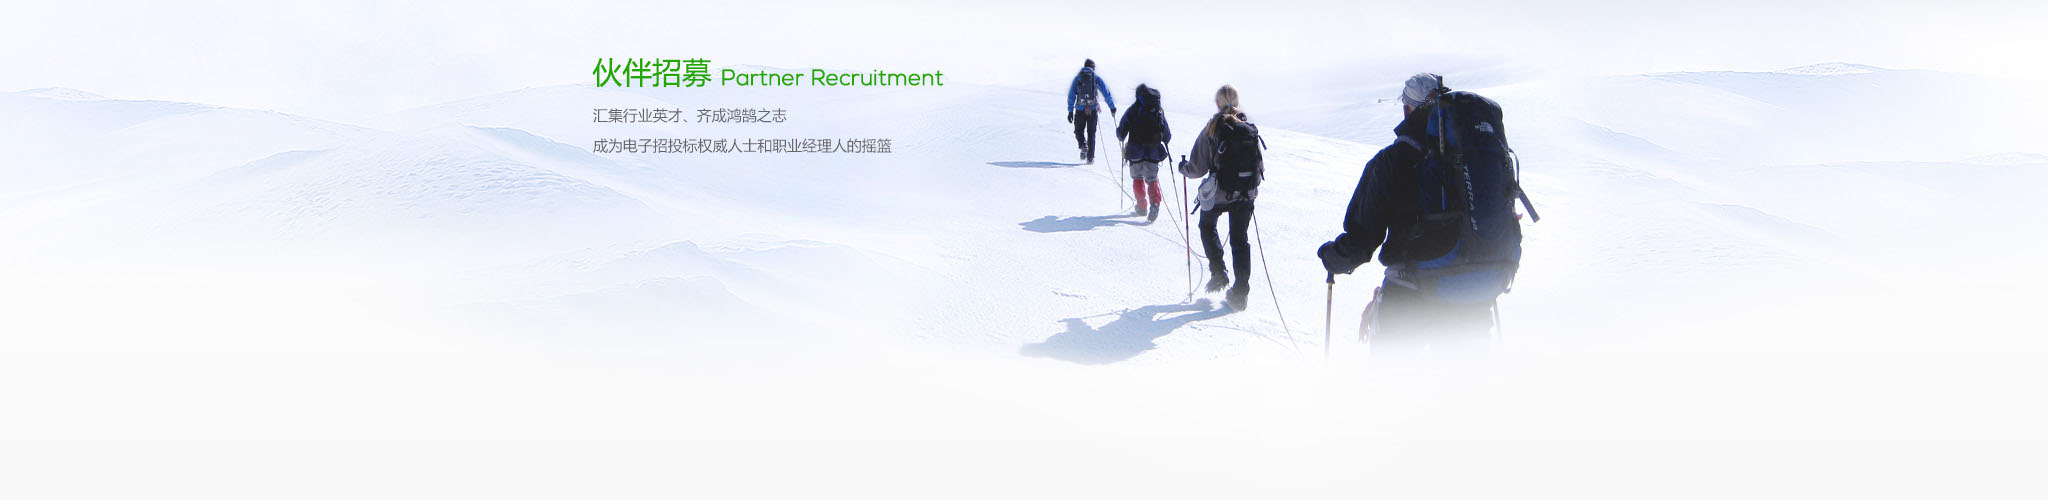 伙伴招募 Partner Recruitment
汇集行业英才、齐成鸿鹄之志
成为电子招投标权威人士和职业经理人的摇篮